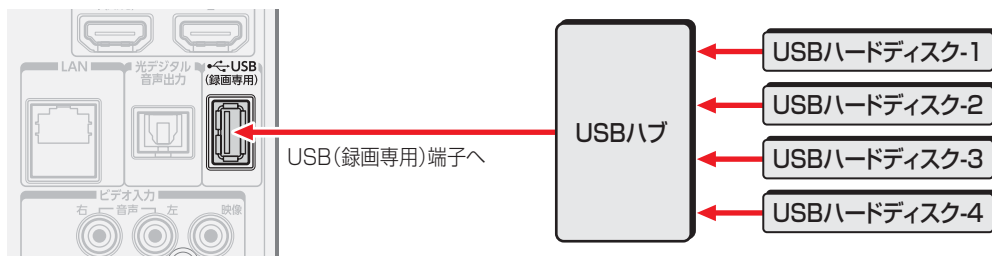 LAN
光デジタル
音声出力
USB
(録画専用)
USB(録画専用)端子へ
ビデオ入力
右 音声 左 映像
USBハブ
USBハードディスク-1
USBハードディスク-2
USBハードディスク-3
USBハードディスク-4